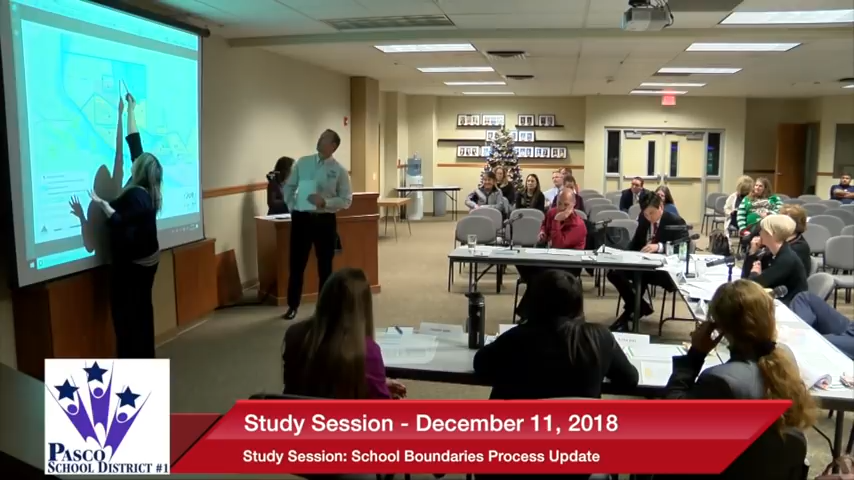 Study Session - December 11, 2018
Study Session: School Boundaries Process Update
PASCO
SCHOOL DISTRICT #1